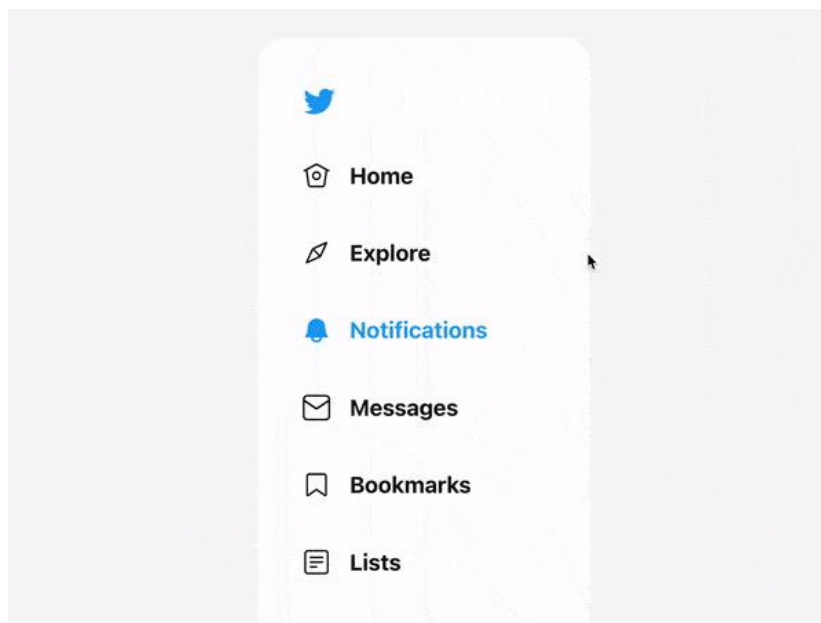 Home
Explore
Notifications
Messages
Bookmarks
Lists